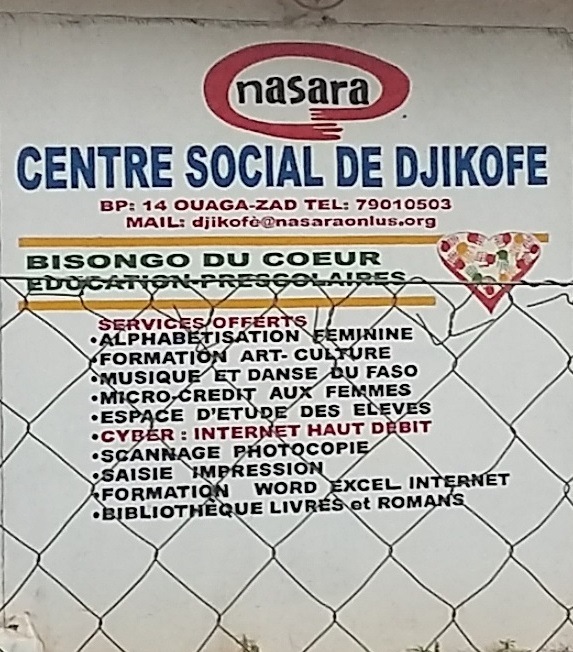 nasara
CENTRE SOCIAL DE DJIKOFE
BP: 14 OUAGA-ZAD TEL: 79010503
MAIL: djikofè@nasaraonlus.org
BISONGO DU COEUR
EDUCATION-PRESCOLAIRES
SERVICES OFFERTS
•ALPHABETISATION FEMININE
•FORMATION ART- CULTURE
•MUSIQUE ET DANSE DU FASO
•MICRO-CREDIT AUX FEMMES
•ESPACE D'ETUDE DES ELEVES
•CYBER : INTERNET HAUT DEBIT
•SCANNAGE PHOTOCOPIE
•SAISIE IMPRESSION
•FORMATION WORD EXCEL INTERNET
•BIBLIOTHEQUE LIVRES et ROMANS